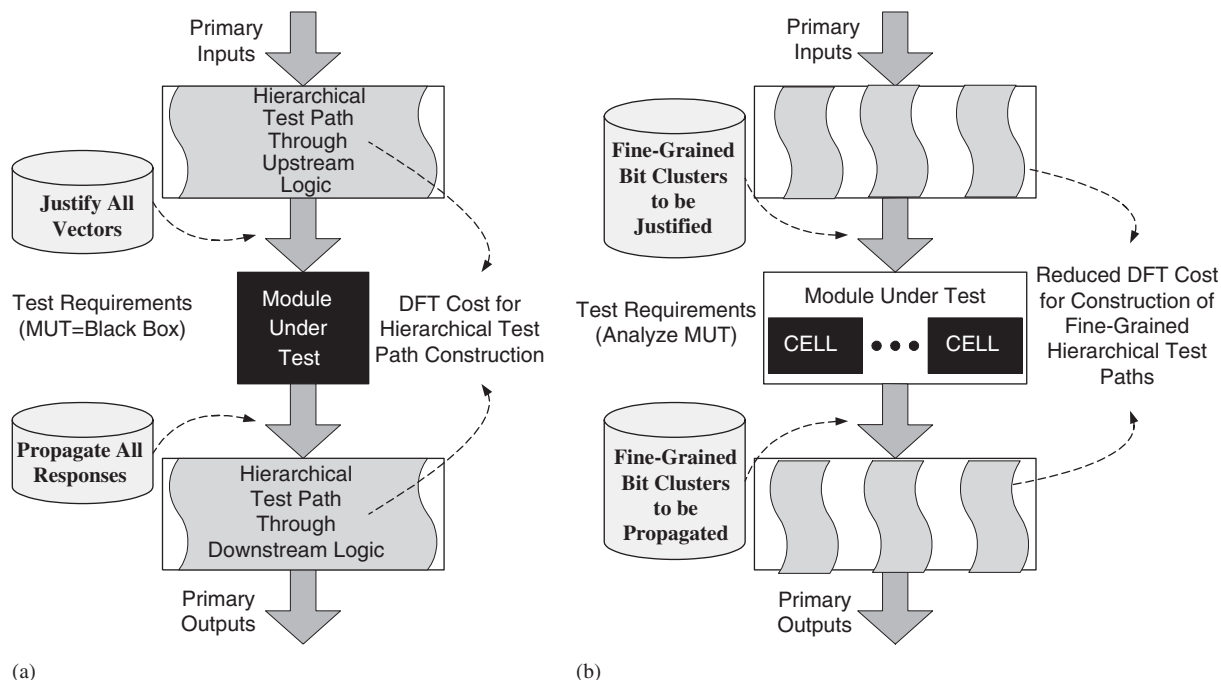 Primary
Inputs
Hierarchical
Test Path
Through
Upstream
Logic
Justify All
Vectors
Test Requirements
(MUT=Black Box)
Module
Under
Test
DFT Cost for
Hierarchical Test
Path Construction
Propagate All
Responses
Hierarchical
Test Path
Through
Downstream Logic
Primary
Outputs
(a)
Primary
Inputs
Fine-Grained
Bit Clusters
to be
Justified
Test Requirements
(Analyze MUT)
Module Under Test
CELL
CELL
Reduced DFT Cost
for Construction of
Fine-Grained
Hierarchical Test
Paths
Fine-Grained
Bit Clusters
to be
Propagated
Primary
Outputs
(b)